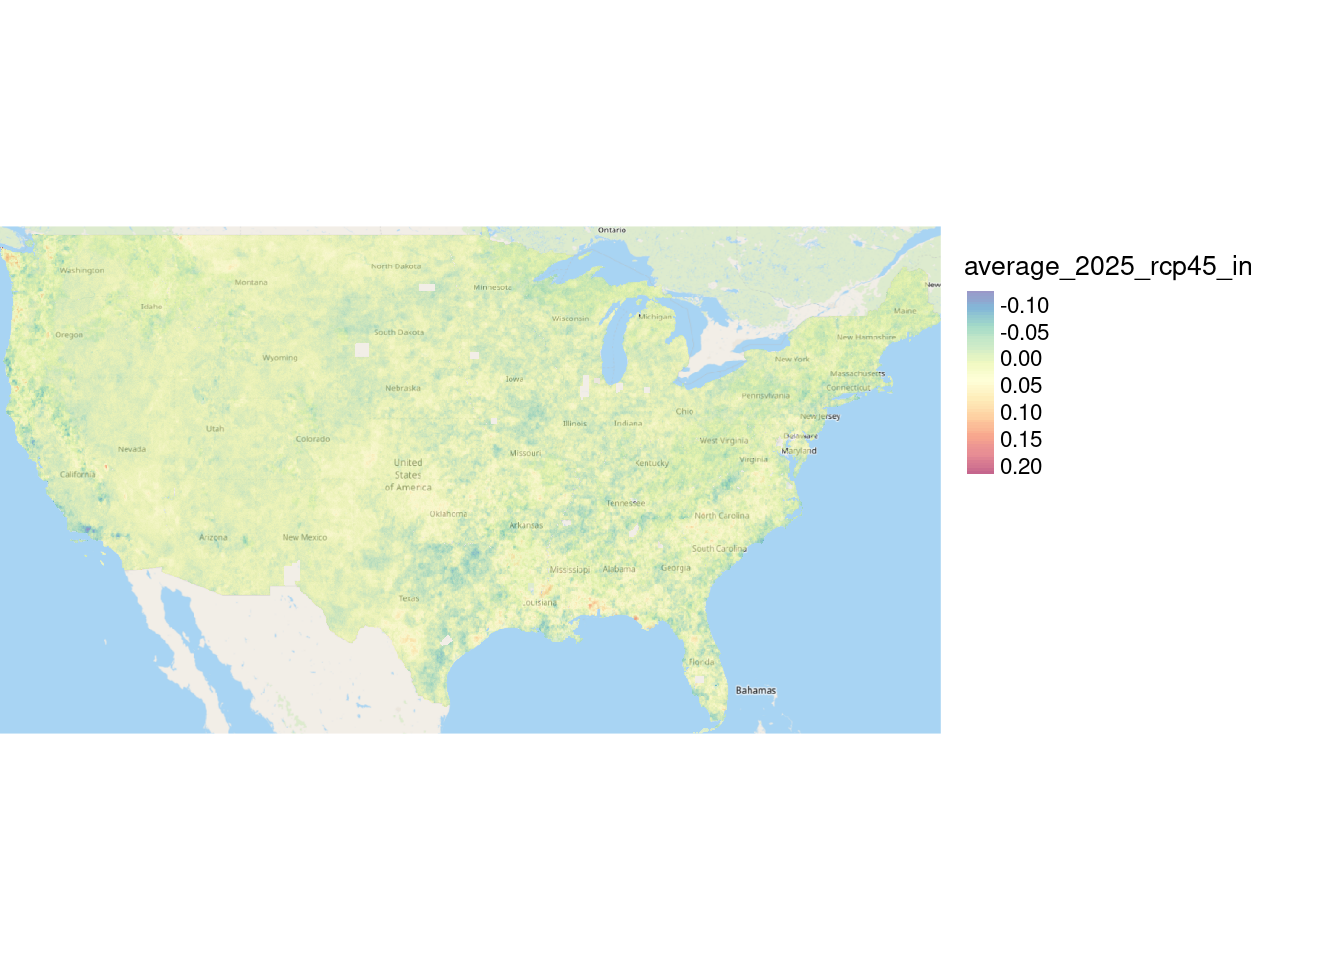 Ontario
Washington
North Dakota
Montana
Minnesota
New
Idaho
Maine
Oregon
South Dakota
Wisconsin
Michigan
New Hampshire
Wyoming
New York
Massachusetts
Nebraska
Iowa
Connecticut
Pennsylvania
Ohio
New Jersey
Utah
Illinois
Indiana
Colorado
Nevada
West Virginia
Delaware
Maryland
Missouri
Kentucky
Virginia
United
States
of America
California
Tennessee
Oklahoma
North Carolina
Arkansas
Arizona
New Mexico
South Carolina
Mississippi
Alabama
Georgia
Texas
Louisiana
Florida
Bahamas
average_2025_rcp45_in
-0.10
-0.05
0.00
0.05
0.10
0.15
0.20